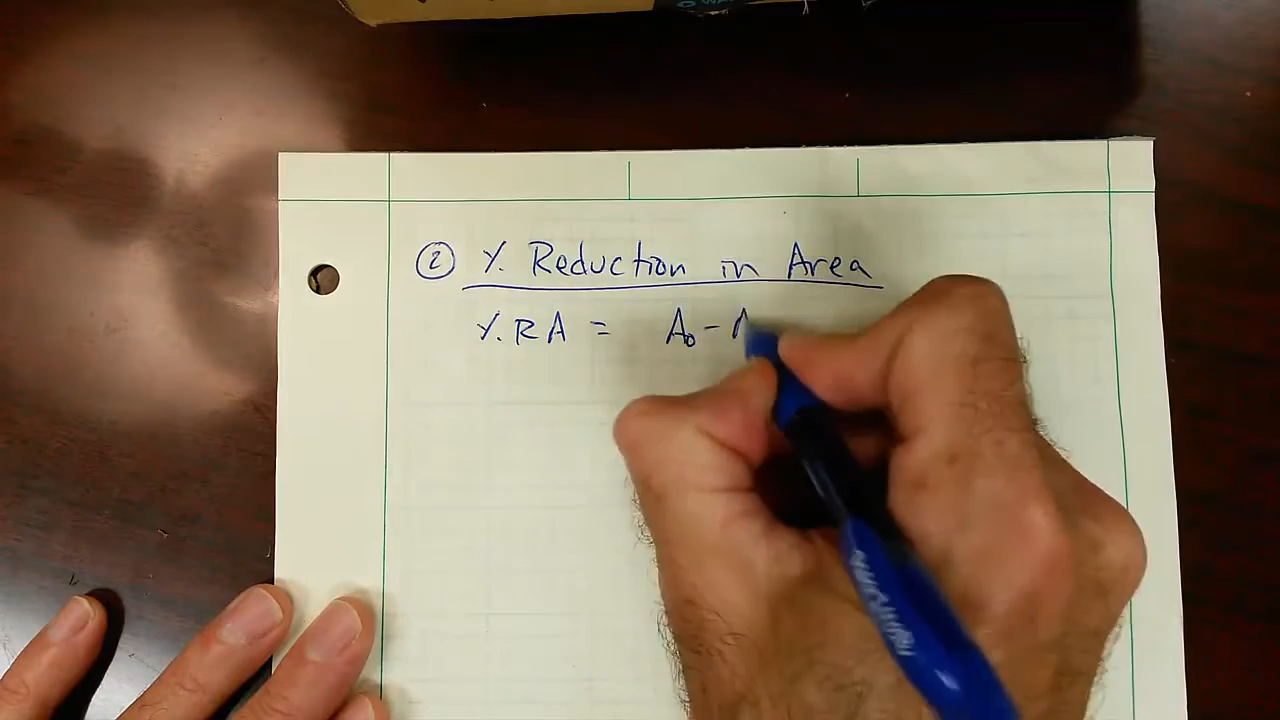 ② % Reduction in Area
% RA = A₀ - A